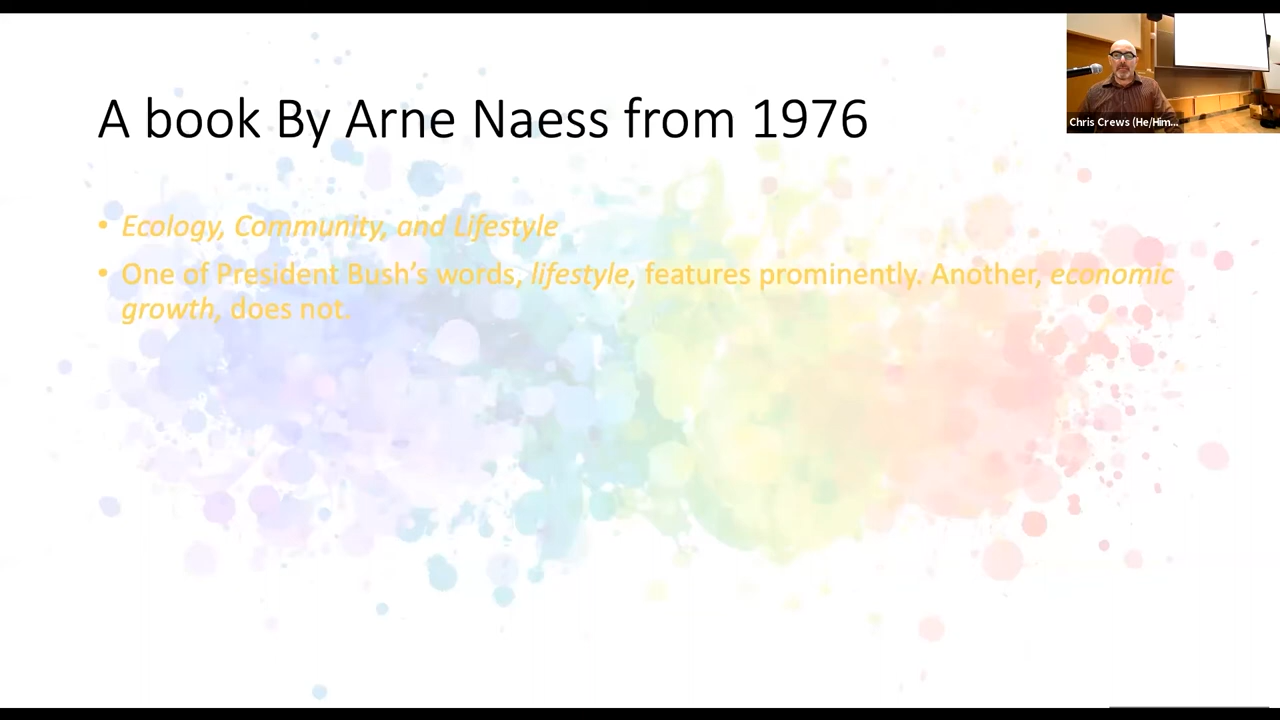 A book By Arne Naess from 1976
Chris Crews (He/Him...
• Ecology, Community, and Lifestyle
• One of President Bush's words, lifestyle, features prominently. Another, economic
growth, does not.